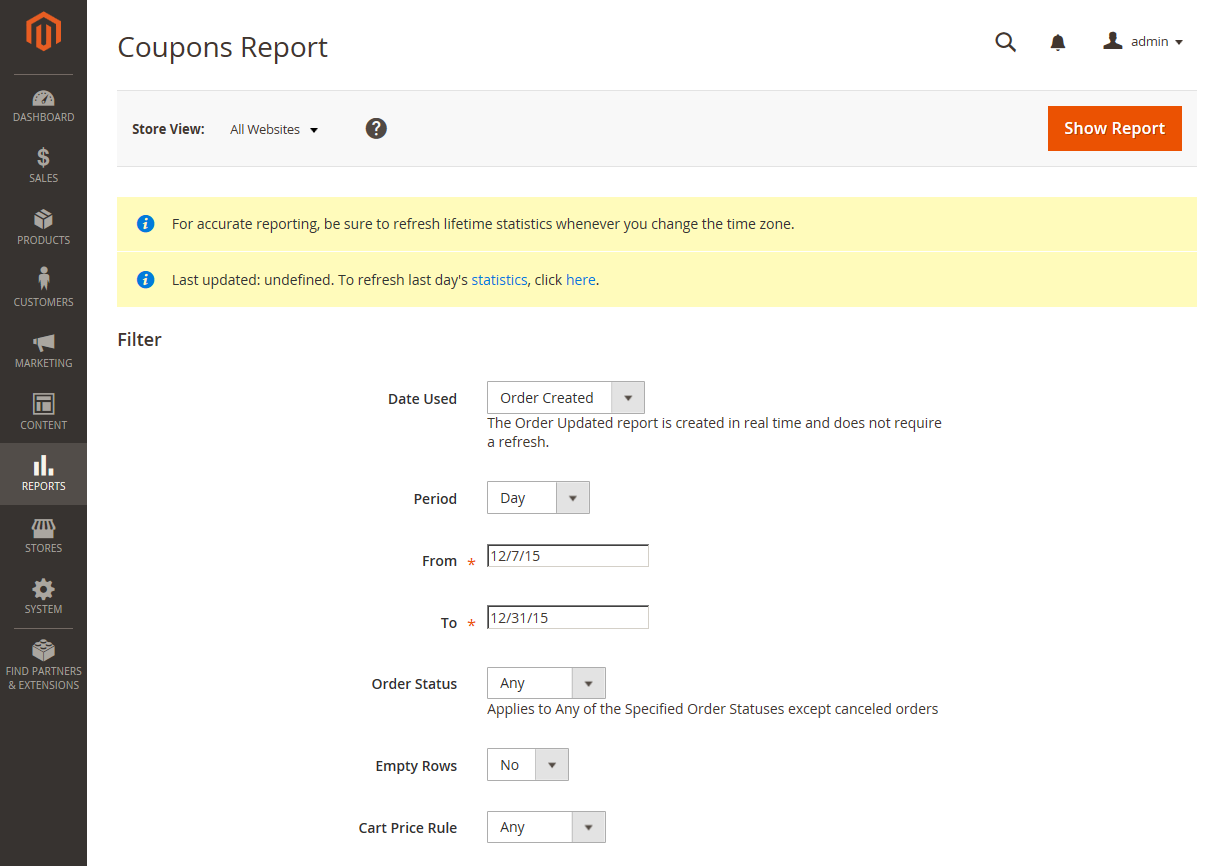 Coupons Report
admin
DASHBOARD
SALES
PRODUCTS
CUSTOMERS
MARKETING
CONTENT
REPORTS
STORES
SYSTEM
FIND PARTNERS
& EXTENSIONS
Store View: All Websites ?
Show Report
For accurate reporting, be sure to refresh lifetime statistics whenever you change the time zone.
Last updated: undefined. To refresh last day's statistics, click here.
Filter
Date Used Order Created
The Order Updated report is created in real time and does not require
a refresh.
Period Day
From * 12/7/15
To * 12/31/15
Order Status Any
Applies to Any of the Specified Order Statuses except canceled orders
Empty Rows No
Cart Price Rule Any